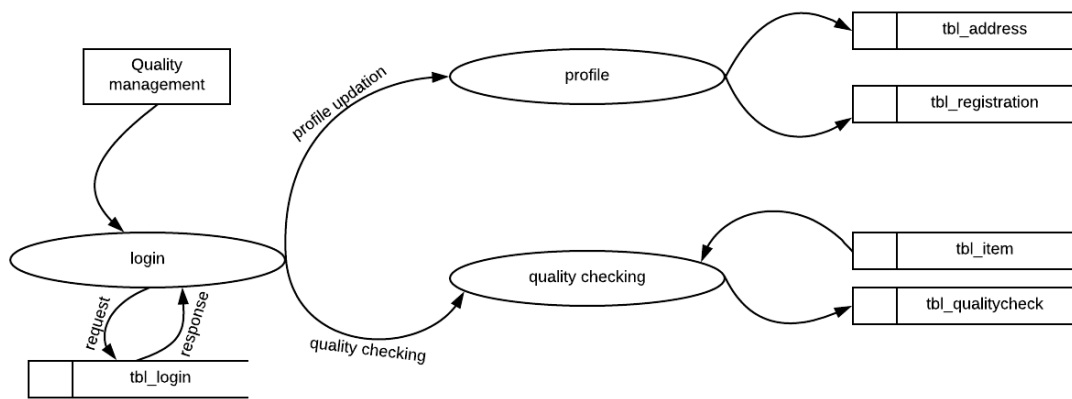 Quality
management
profile updation
profile
tbl_address
tbl_registration
login
quality checking
quality checking
tbl_item
tbl_qualitycheck
request
response
tbl_login